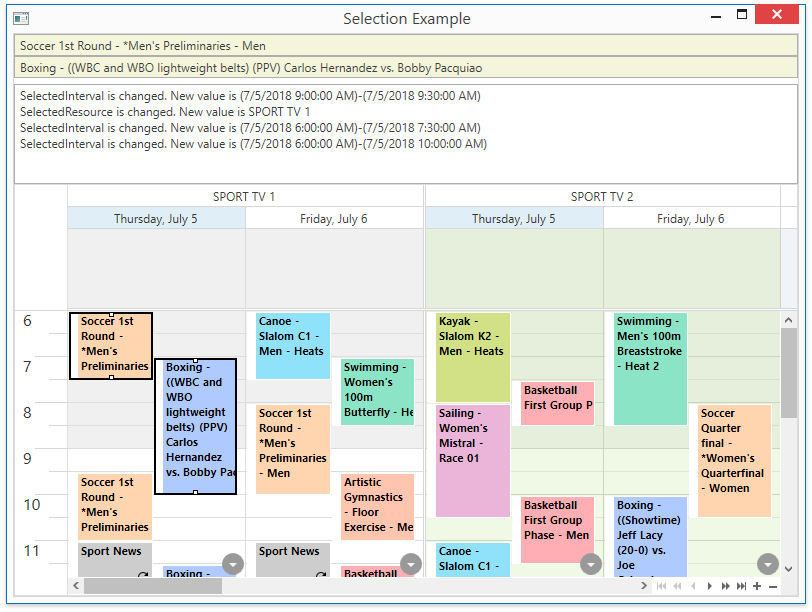 Selection Example
Soccer 1st Round - *Men's Preliminaries - Men
Boxing - ((WBC and WBO lightweight belts) (PPV) Carlos Hernandez vs. Bobby Pacquiao
SelectedInterval is changed. New value is (7/5/2018 9:00:00 AM)-(7/5/2018 9:30:00 AM)
SelectedResource is changed. New value is SPORT TV 1
SelectedInterval is changed. New value is (7/5/2018 6:00:00 AM)-(7/5/2018 7:30:00 AM)
SelectedInterval is changed. New value is (7/5/2018 6:00:00 AM)-(7/5/2018 10:00:00 AM)
SPORT TV 1
SPORT TV 2
Thursday, July 5
Friday, July 6
Thursday, July 5
Friday, July 6
6
7
8
9
10
11
Soccer 1st
Round -
*Men's
Preliminaries
Boxing -
((WBC and
WBO
lightweight
belts) (PPV)
Carlos
Hernandez
vs. Bobby Pac
Soccer 1st
Round -
*Men's
Preliminaries
Sport News
Boxing -
Canoe -
Slalom C1 -
Men - Heats
Swimming -
Women's
100m
Butterfly - He
Soccer 1st
Round -
*Men's
Preliminaries
- Men
Artistic
Gymnastics
- Floor
Exercise - Me
Sport News
Basketball
Kayak -
Slalom K2 -
Men - Heats
Basketball
First Group P
Sailing -
Women's
Mistral -
Race 01
Basketball
First Group
Phase - Men
Canoe -
Slalom C1 -
Swimming -
Men's 100m
Breaststroke
- Heat 2
Soccer
Quarter
final -
*Women's
Quarterfinal
- Women
Boxing -
((Showtime)
Jeff Lacy
(20-0) vs.
Joe